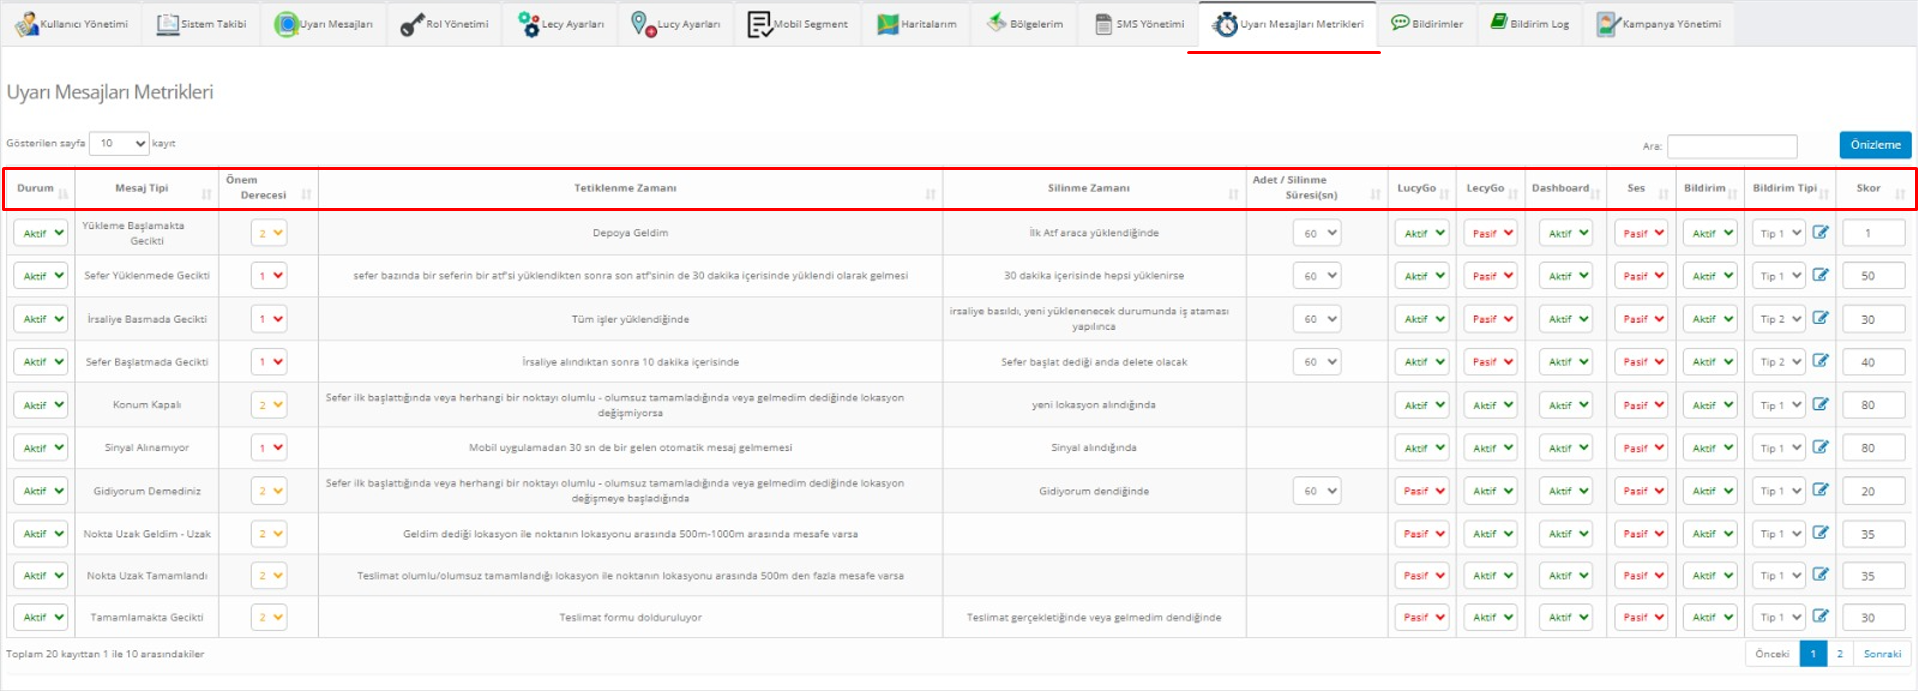 Kullanıcı Yönetimi Sistem Takibi Uyarı Mesajları Rol Yönetimi Lecy Ayarları Lucy Ayarları Mobil Segment Haritalarım Bölgelerim SMS Yönetimi Uyarı Mesajları Metrikleri Bildirimler Bildirim Log Kampanya Yönetimi
Uyarı Mesajları Metrikleri
Gösterilen sayfa 10 kayıt Ara: Önizleme
Durum Mesaj Tipi Önem Derecesi Tetiklenme Zamanı Silinme Zamanı Adet / Silinme Süresi(sn) LucyGo LecyGo Dashboard Ses Bildirim Bildirim Tipi Skor
Aktif Yükleme Başlamakta Gecikti 2 Depoya Geldim İlk Atf araca yüklendiğinde 60 Aktif Pasif Aktif Pasif Aktif Tip 1 1
Aktif Sefer Yüklenmede Gecikti 1 sefer bazında bir seferin bir atf'si yüklendikten sonra son atf'sinin de 30 dakika içerisinde yüklendi olarak gelmesi 30 dakika içerisinde hepsi yüklenirse 60 Aktif Pasif Aktif Pasif Aktif Tip 1 50
Aktif İrsaliye Basmada Gecikti 1 Tüm işler yüklendiğinde irsaliye basıldı, yeni yüklenenecek durumunda iş ataması yapılınca 60 Aktif Pasif Aktif Pasif Aktif Tip 2 30
Aktif Sefer Başlatmada Gecikti 1 İrsaliye alındıktan sonra 10 dakika içerisinde Sefer başlat dediği anda delete olacak 60 Aktif Pasif Aktif Pasif Aktif Tip 2 40
Aktif Konum Kapalı 2 Sefer ilk başlattığında veya herhangi bir noktayı olumlu - olumsuz tamamladığında veya gelmedim dediğinde lokasyon değişmiyorsa yeni lokasyon alındığında Aktif Aktif Aktif Pasif Aktif Tip 1 80
Aktif Sinyal Alınamıyor 1 Mobil uygulamadan 30 sn de bir gelen otomatik mesaj gelmemesi Sinyal alındığında Aktif Aktif Aktif Pasif Aktif Tip 1 80
Aktif Gidiyorum Demediniz 2 Sefer ilk başlattığında veya herhangi bir noktayı olumlu - olumsuz tamamladığında veya gelmedim dediğinde lokasyon değişmeye başladığında Gidiyorum dendiğinde 60 Pasif Aktif Aktif Pasif Aktif Tip 1 20
Aktif Nokta Uzak Geldim - Uzak 2 Geldim dediği lokasyon ile noktanın lokasyonu arasında 500m-1000m arasında mesafe varsa Pasif Aktif Aktif Pasif Aktif Tip 1 35
Aktif Nokta Uzak Tamamlandı 2 Teslimat olumlu/olumsuz tamamlandığı lokasyon ile noktanın lokasyonu arasında 500m den fazla mesafe varsa Pasif Aktif Aktif Pasif Aktif Tip 1 35
Aktif Tamamlamakta Gecikti 2 Teslimat formu dolduruluyor Teslimat gerçekletiğinde veya gelmedim dendiğinde Pasif Aktif Aktif Pasif Aktif Tip 1 30
Toplam 20 kayıttan 1 ile 10 arasındakiler Önceki 1 2 Sonraki